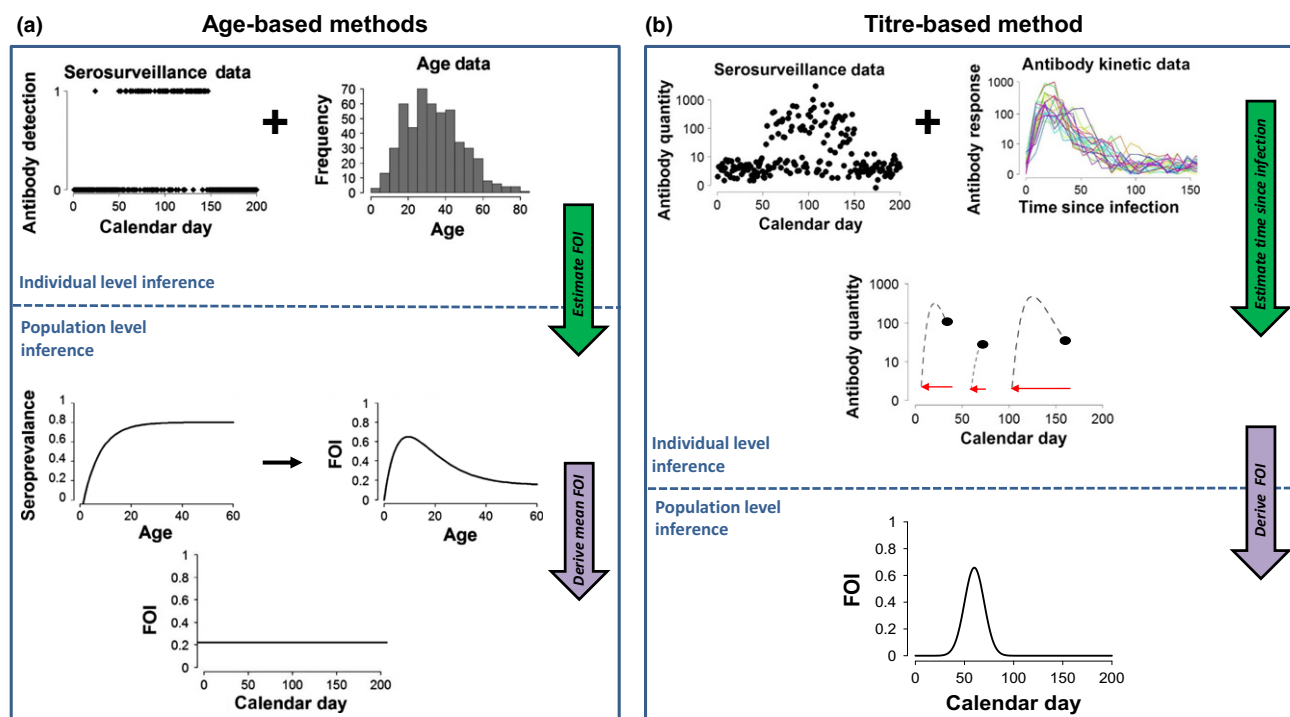 (a)
Age-based methods
Serosurveillance data
Antibody detection
1
0
0 50 100 150 200
Calendar day
+
Age data
Frequency
70
60
50
40
30
20
10
0
0 20 40 60 80
Age
Estimate FOI
Individual level inference
Population level
inference
Seroprevalance
1
0.8
0.6
0.4
0.2
0
0 20 40 60
Age
FOI
1
0.8
0.6
0.4
0.2
0
0 20 40 60
Age
Derive mean FOI
FOI
1
0.8
0.6
0.4
0.2
0
0 50 100 150 200
Calendar day
(b)
Titre-based method
Serosurveillance data
Antibody quantity
1000
100
10
0
0 50 100 150 200
Calendar day
+
Antibody kinetic data
Antibody response
1000
100
10
0
0 50 100 150
Time since infection
Estimate time since infection
Antibody quantity
1000
100
10
0
0 50 100 150 200
Calendar day
Individual level
inference
Population level
inference
Derive FOI
FOI
1
0.8
0.6
0.4
0.2
0
0 50 100 150 200
Calendar day